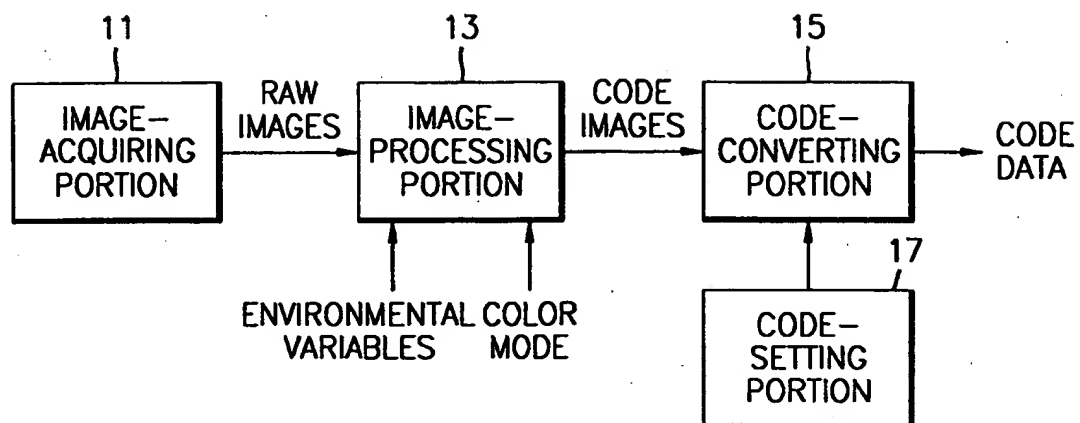 11
13
15
IMAGE-
ACQUIRING
PORTION
RAW
IMAGES
IMAGE-
PROCESSING
PORTION
CODE
IMAGES
CODE-
CONVERTING
PORTION
CODE
DATA
ENVIRONMENTAL
VARIABLES
COLOR
MODE
17
CODE-
SETTING
PORTION